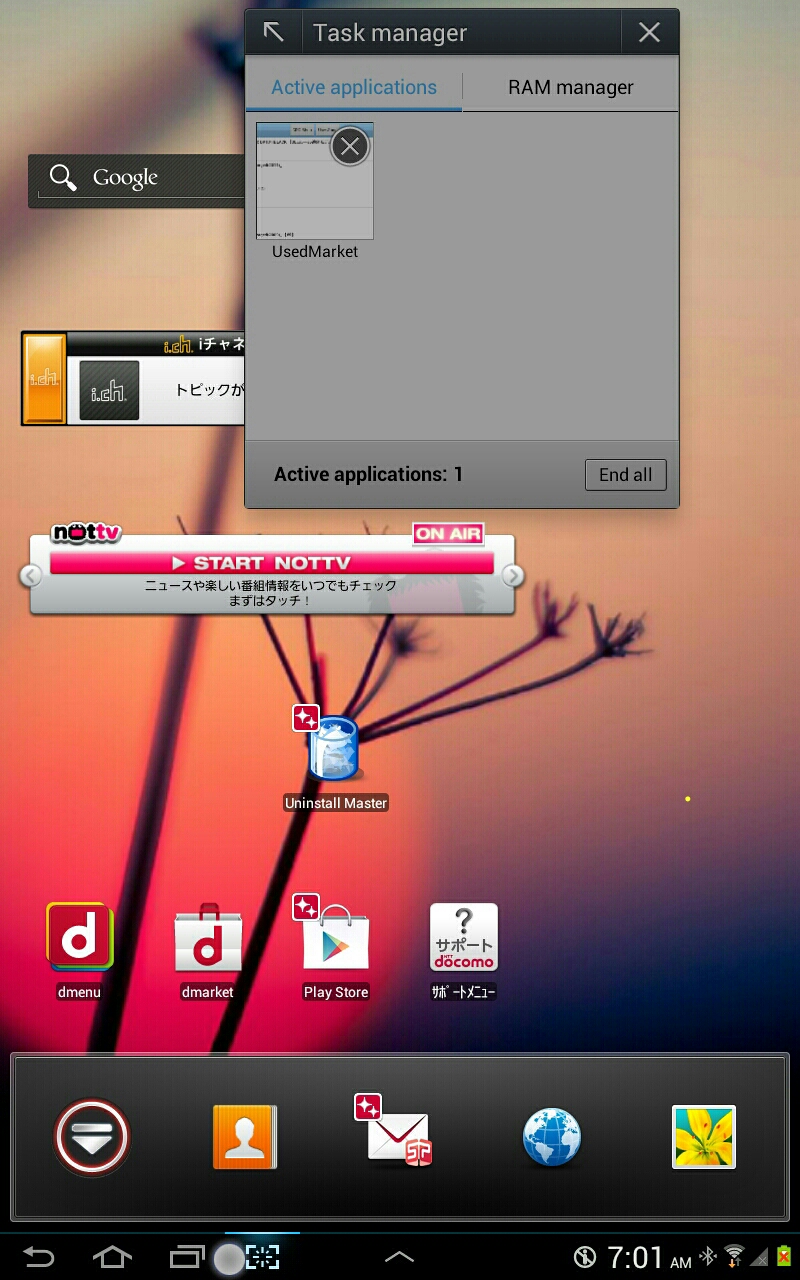 Task manager
Active applications
RAM manager
UsedMarket
Active applications: 1
End all
Google
i.ch. iチャネ
i.ch.
i.ch.
トピックが
nottv
ON AIR
START NOTTV
ニュースや楽しい番組情報をいつでもチェック
まずはタッチ！
Uninstall Master
d
d
?
サポート
NTT
docomo
dmenu
dmarket
Play Store
ｻﾎﾟｰﾄﾒﾆｭｰ
SP
7:01 AM